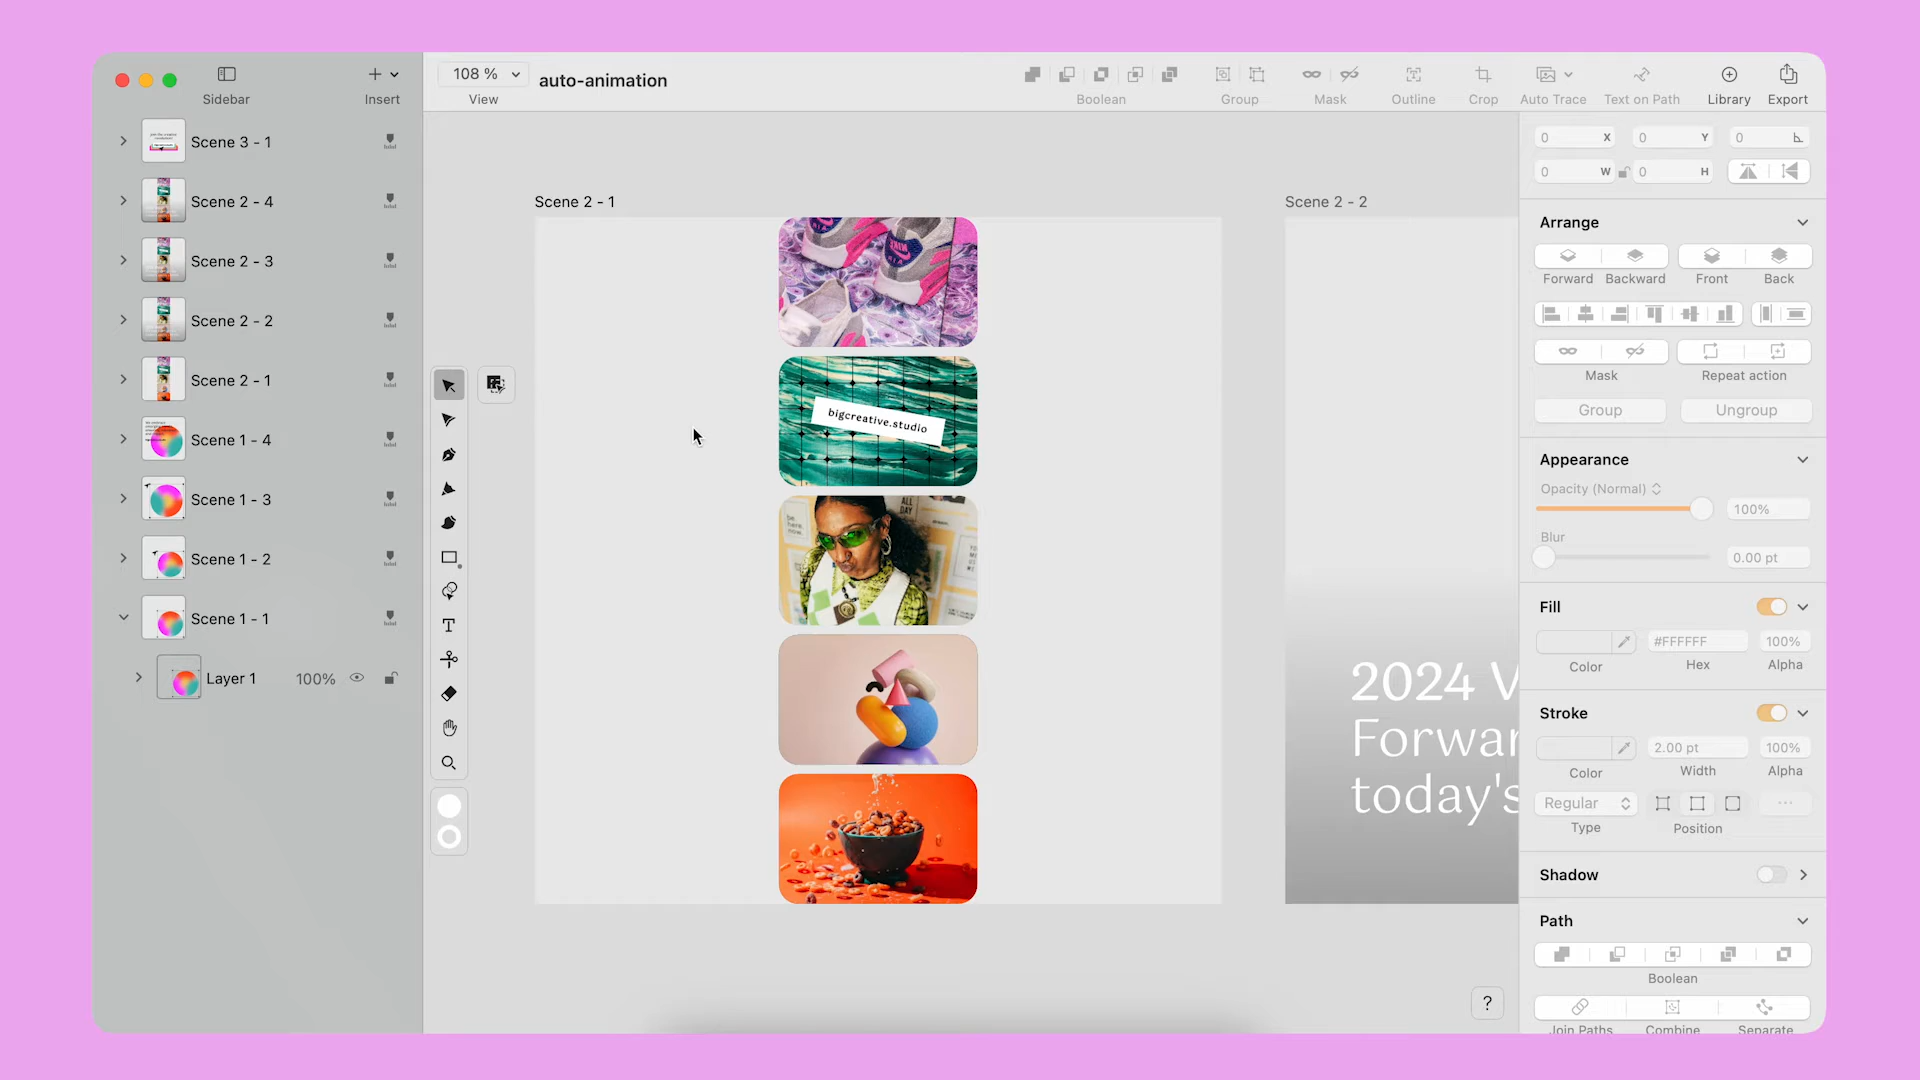 108 %
auto-animation
Sidebar
Insert
View
Boolean
Group
Mask
Outline
Crop
Auto Trace
Text on Path
Library
Export
Scene 3 - 1
Scene 2 - 4
Scene 2 - 3
Scene 2 - 2
Scene 2 - 1
Scene 1 - 4
Scene 1 - 3
Scene 1 - 2
Scene 1 - 1
Layer 1 100%
T
Scene 2 - 1
bigcreative.studio
be
here
now.
ALL
DAY
Scene 2 - 2
2024 V
Forwar
today's
?
0 X 0 Y 0
0 W 0 H
Arrange
Forward Backward Front Back
Mask Repeat action
Group Ungroup
Appearance
Opacity (Normal)
100%
Blur
0.00 pt
Fill
#FFFFFF 100%
Color Hex Alpha
Stroke
2.00 pt 100%
Color Width Alpha
Regular
Type Position
Shadow
Path
Boolean
Join Paths Combine Separate